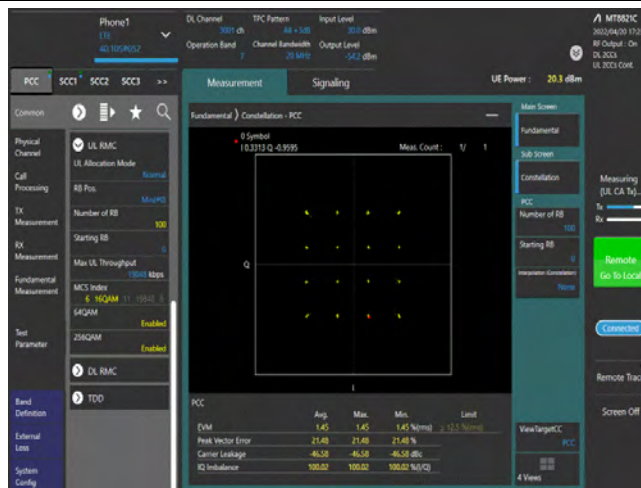 Phone1
LTE
DL Channel
3001 ch
TPC Pattern
All +3dB
Input Level
30.0 dBm
Operation Band
7
Channel Bandwidth
20 MHz
Output Level
-54.2 dBm
MT8821C
RF Output : On
DL 2CCs
UL 2CCs Cont.
PCC
SCC1
SCC2
SCC3
>>
Measurement
Signaling
UE Power : 20.3 dBm
Common
Physical
Channel
Call
Processing
TX
Measurement
RX
Measurement
Fundamental
Measurement
Test
Parameter
Band
Definition
External
Loss
System
Config
UL RMC
UL Allocation Mode
Normal
RB Pos.
Min(#0)
Number of RB
100
Starting RB
0
Max UL Throughput
kbps
MCS Index
6 16QAM 11
64QAM
Enabled
256QAM
Enabled
DL RMC
TDD
Fundamental ) Constellation - PCC
0 Symbol
I 0.3313 Q -0.9595
Meas. Count : 1/ 1
Q
I
PCC
Avg. Max. Min. Limit
EVM 1.45 1.45 1.45 %(rms) ≤ 12.5 %(rms)
Peak Vector Error 21.48 21.48 21.48 %
Carrier Leakage -46.58 -46.58 -46.58 dBc
IQ Imbalance 100.02 100.02 100.02 %(I/Q)
Main Screen
Fundamental
Sub Screen
Constellation
PCC
Number of RB
100
Starting RB
0
Interpolation (Constellation)
None
ViewTargetCC
PCC
4 Views
Measuring
(UL CA Tx)...
Tx
Rx
Remote
Go To Local
Connected
Remote Trac
Screen Off